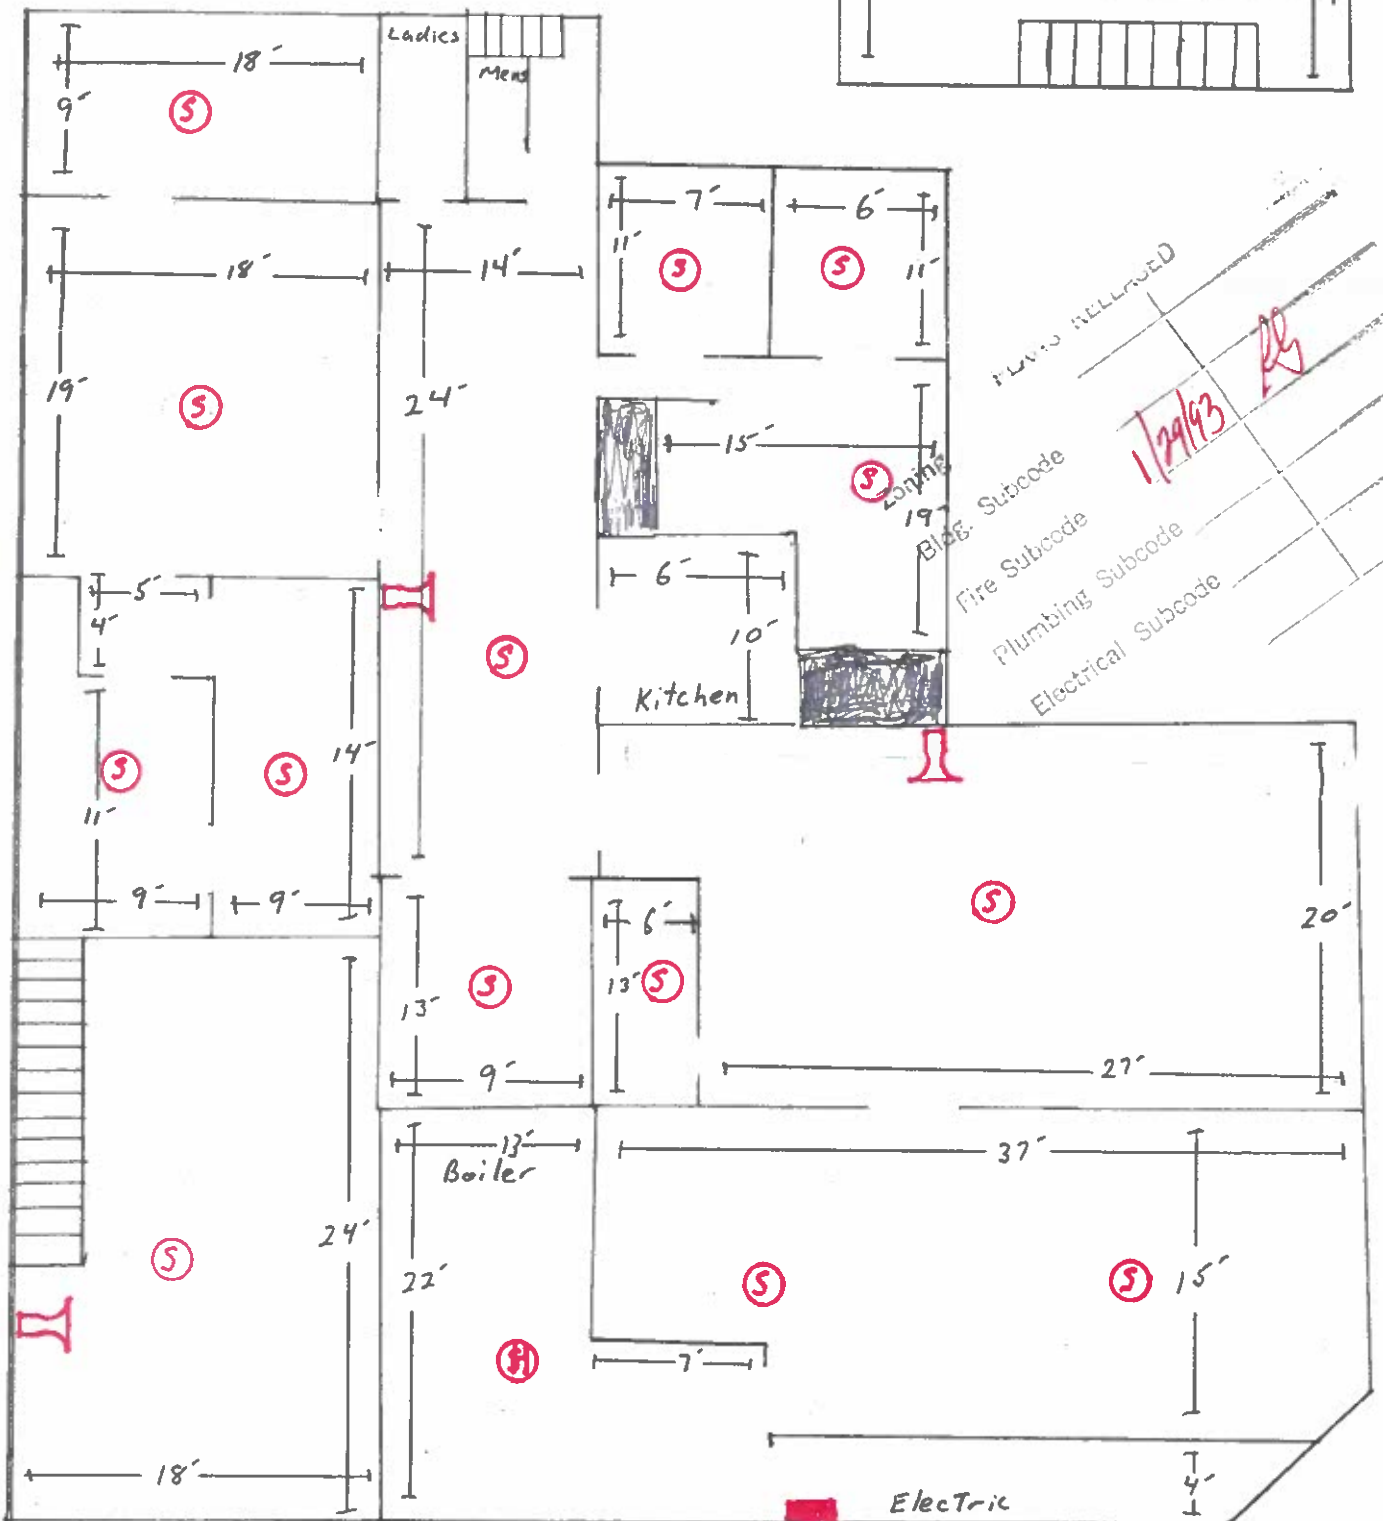 Ladies
Mens
18'
9'
S
7'
6'
11'
S
S
11'
18'
14'
19'
24'
S
15'
S
19'
PLANS RELEASED
Zoning
Bldg. Subcode
1/29/93
Fire Subcode
Plumbing Subcode
Electrical Subcode
5'
4'
6'
10'
Kitchen
S
14'
S
S
11'
9'
9'
6'
S
20'
13'
S
13'
S
9'
27'
13'
Boiler
37'
24'
22'
S
S
S
15'
H
7'
18'
4'
Electric